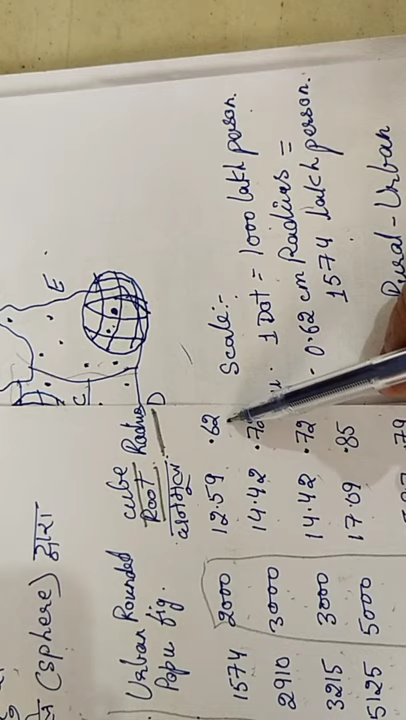 (Sphere) द्वारा
E
C
D
Scale:-
1 Dot = 1000 lakh person.
0.62 cm Radius =
1574 lakh person.
Rural - Urban
Urban Rounded cube Radius
Popu fig. Root
घनमूल
1574 2000 12.59 .62
2910 3000 14.42
3215 3000 14.42 .72
5125 5000 17.09 .85
.79